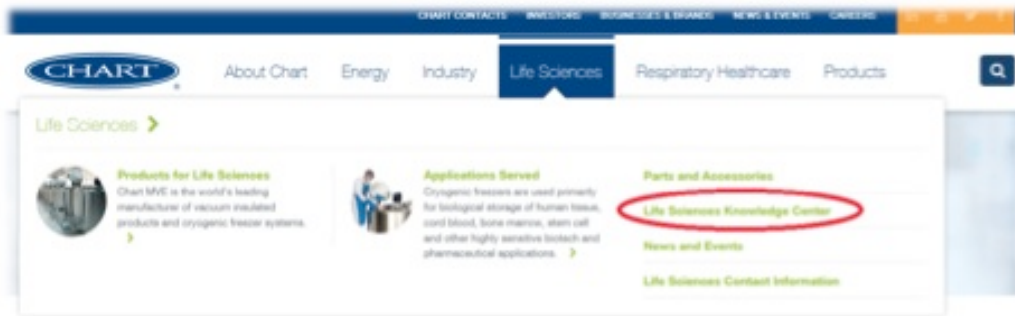 CHART CONTACTS INVESTORS BUSINESSES & BRANDS NEWS & EVENTS CAREERS
CHART About Chart Energy Industry Life Sciences Respiratory Healthcare Products
Life Sciences
Products for Life Sciences
Chart MVE is the world's leading
manufacturer of vacuum insulated
products and cryogenic freezer systems.
Applications Served
Cryogenic freezers are used primarily
for biological storage of human tissue,
cord blood, bone marrow, stem cell
and other highly sensitive biotech and
pharmaceutical applications.
Parts and Accessories
Life Sciences Knowledge Center
News and Events
Life Sciences Contact Information